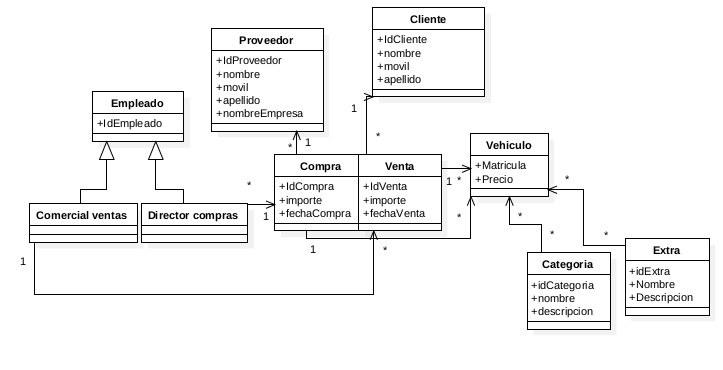 Cliente
+IdCliente
+nombre
+movil
+apellido
1
*
Proveedor
+IdProveedor
+nombre
+movil
+apellido
+nombreEmpresa
*
1
Empleado
+IdEmpleado
Vehiculo
+Matricula
+Precio
Compra
+IdCompra
+importe
+fechaCompra
Venta
+IdVenta
+importe
+fechaVenta
1
*
*
*
1
Comercial ventas
Director compras
*
*
*
*
1
*
1
Categoria
+idCategoria
+nombre
+descripcion
Extra
+idExtra
+Nombre
+Descripcion